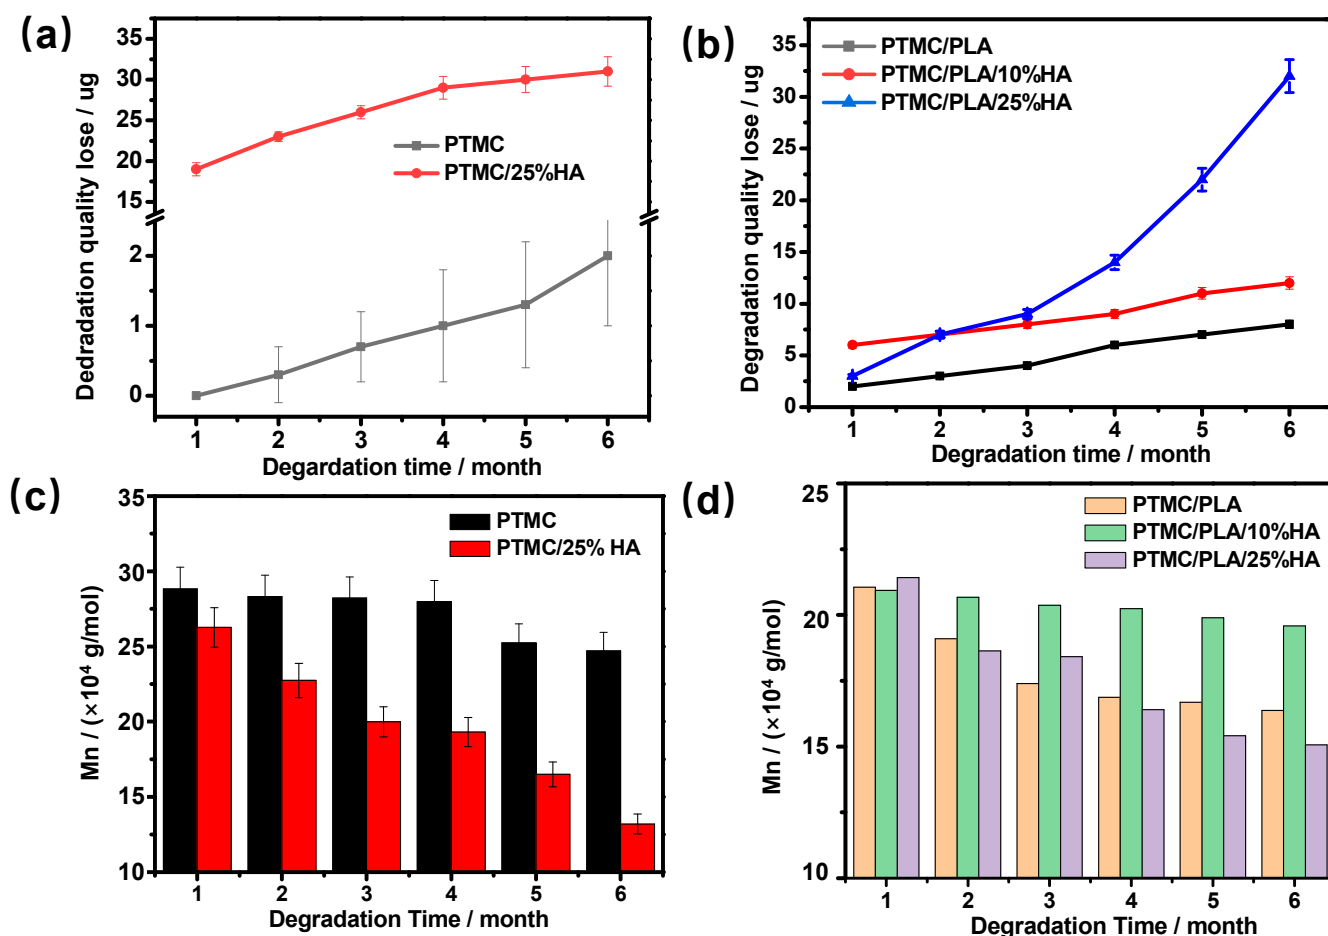 (a)
Dedradation quality lose / ug
35
30
25
20
15
2
1
0
PTMC
PTMC/25%HA
1 2 3 4 5 6
Degardation time / month
(b)
Degradation quality lose / ug
35
30
25
20
15
10
5
0
PTMC/PLA
PTMC/PLA/10%HA
PTMC/PLA/25%HA
1 2 3 4 5 6
Degradation time / month
(c)
Mn / (×10⁴ g/mol)
35
30
25
20
15
10
PTMC
PTMC/25% HA
1 2 3 4 5 6
Degradation Time / month
(d)
Mn / (×10⁴ g/mol)
25
20
15
10
PTMC/PLA
PTMC/PLA/10%HA
PTMC/PLA/25%HA
1 2 3 4 5 6
Degradation Time / month